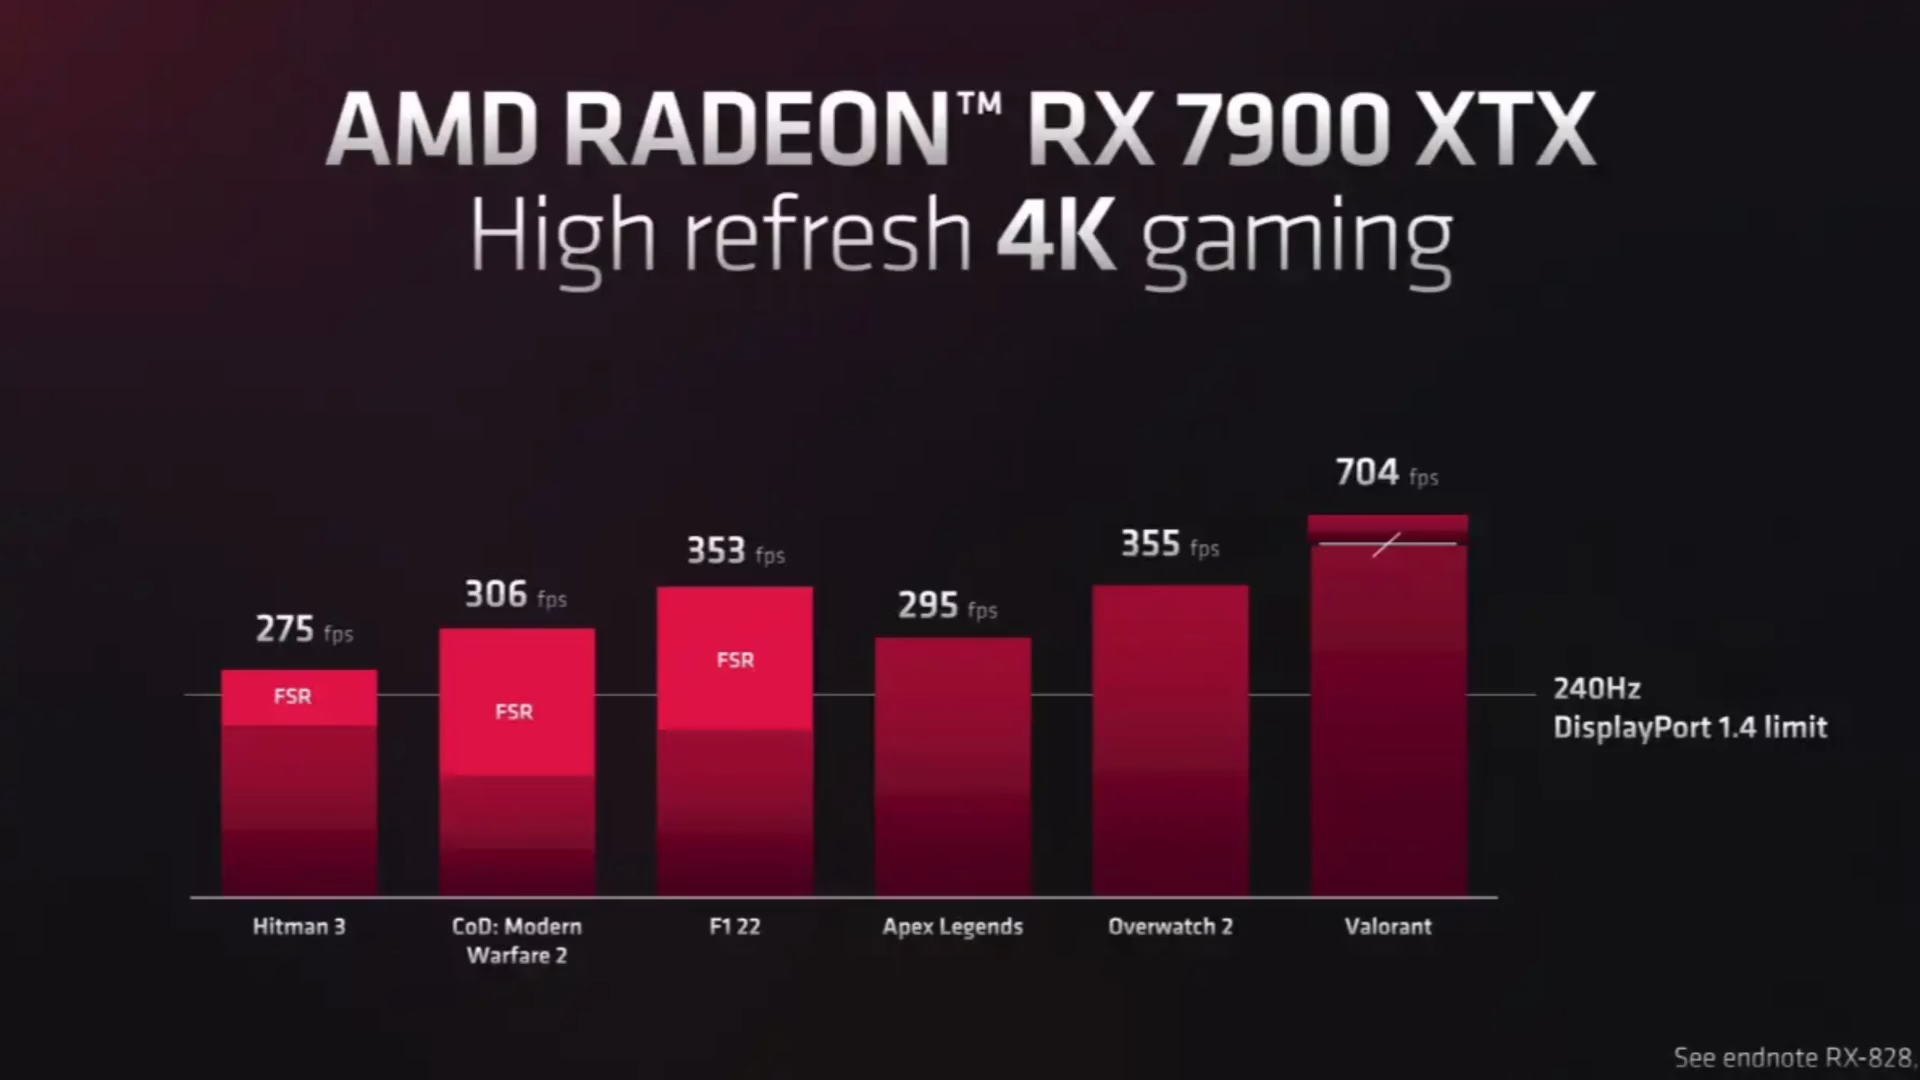 AMD RADEON™ RX 7900 XTX
High refresh 4K gaming
704 fps
355 fps
353 fps
306 fps
295 fps
275 fps
FSR
FSR
FSR
240Hz
DisplayPort 1.4 limit
Hitman 3
CoD: Modern
Warfare 2
F1 22
Apex Legends
Overwatch 2
Valorant
See endnote RX-828,